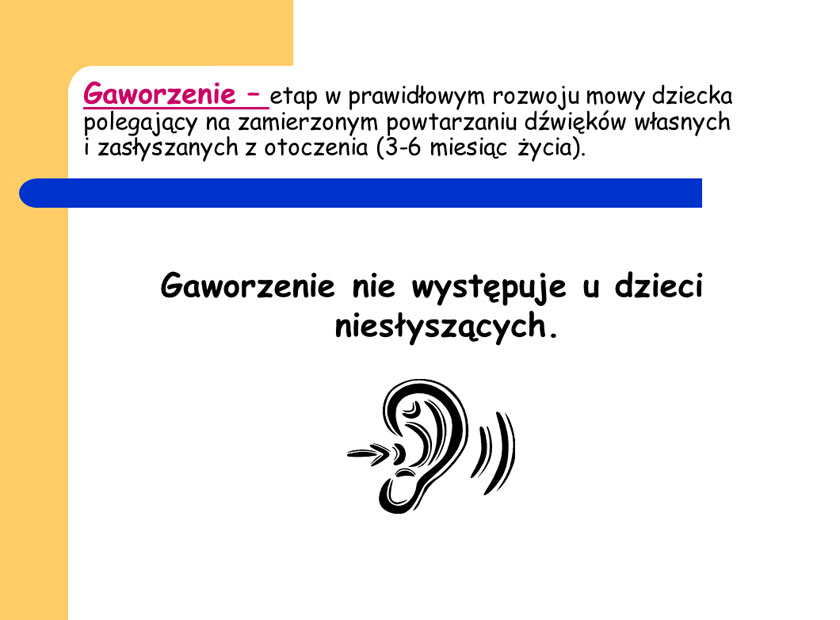 Gaworzenie – etap w prawidłowym rozwoju mowy dziecka
polegający na zamierzonym powtarzaniu dźwięków własnych
i zasłyszanych z otoczenia (3-6 miesiąc życia).
Gaworzenie nie występuje u dzieci
niesłyszących.